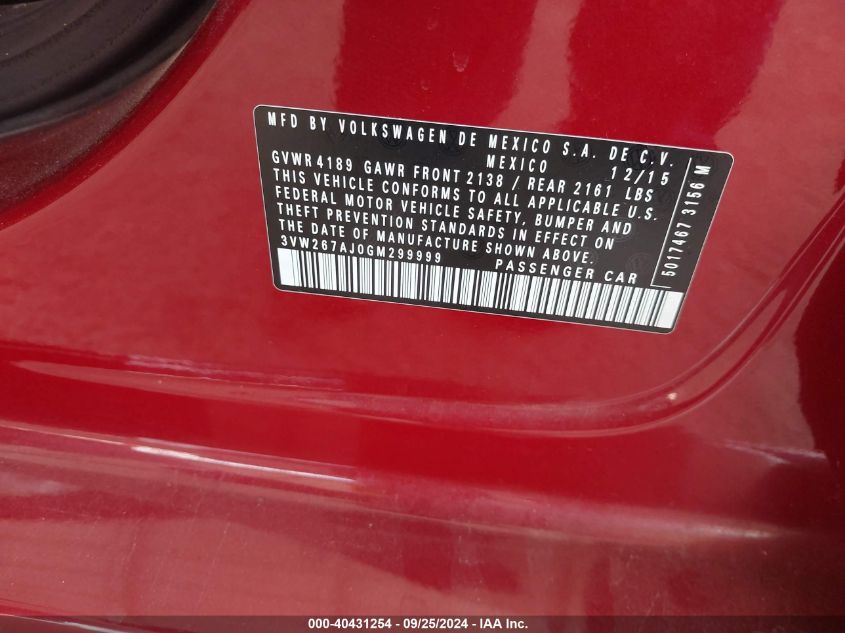 MFD BY VOLKSWAGEN DE MEXICO S.A. DE C.V.
MEXICO 12/15
GVWR 4189 GAWR FRONT 2138 / REAR 2161 LBS
THIS VEHICLE CONFORMS TO ALL APPLICABLE U.S.
FEDERAL MOTOR VEHICLE SAFETY, BUMPER AND
THEFT PREVENTION STANDARDS IN EFFECT ON
THE DATE OF MANUFACTURE SHOWN ABOVE.
3VW267AJ0GM299999 PASSENGER CAR
5017467 3156 M
000-40431254 - 09/25/2024 - IAA Inc.